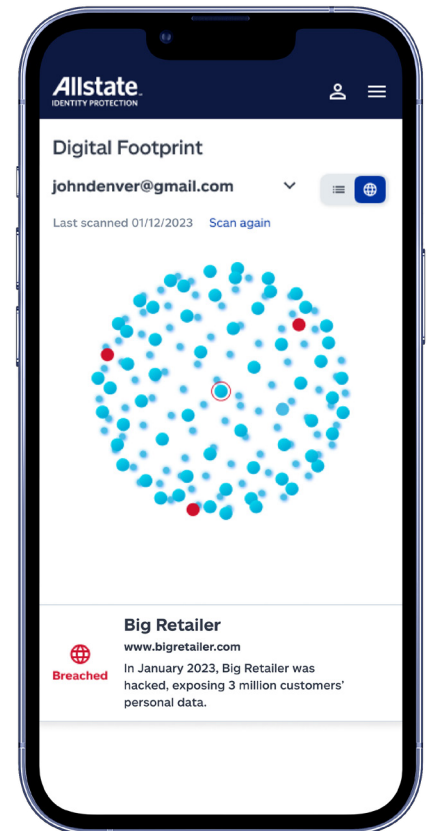 Allstate.
IDENTITY PROTECTION
Digital Footprint
johndenver@gmail.com
Last scanned 01/12/2023 Scan again
Big Retailer
www.bigretailer.com
Breached
In January 2023, Big Retailer was
hacked, exposing 3 million customers’
personal data.